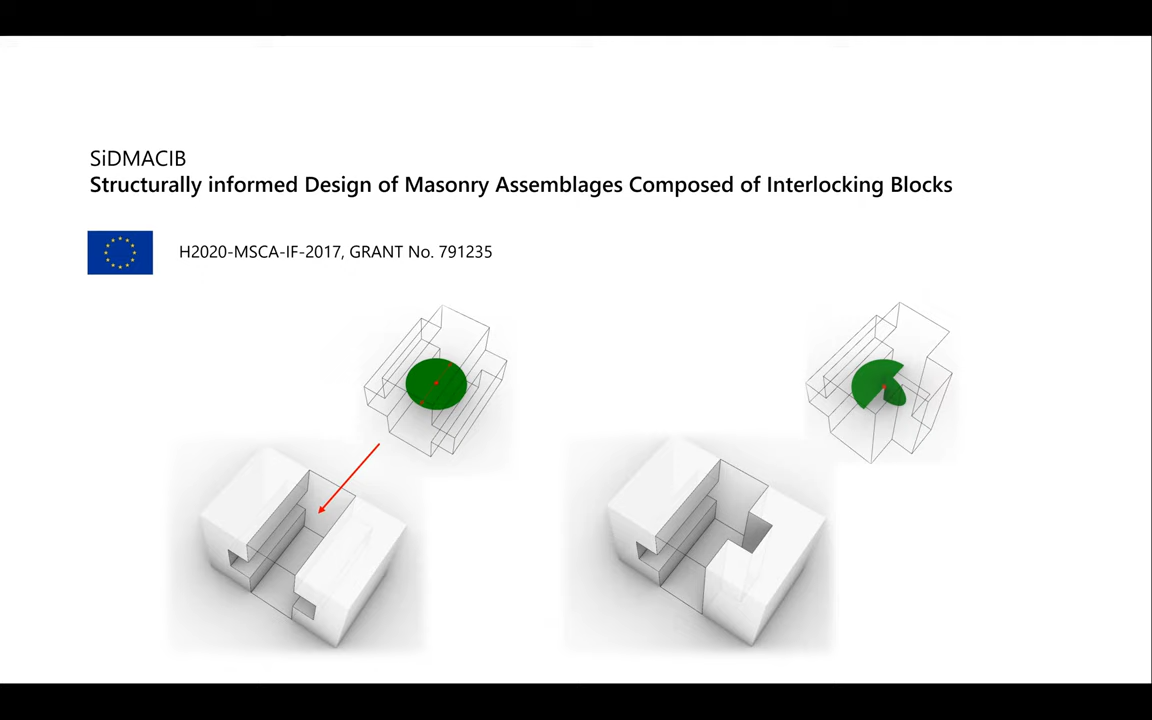 SiDMACIB
Structurally informed Design of Masonry Assemblages Composed of Interlocking Blocks
H2020-MSCA-IF-2017, GRANT No. 791235